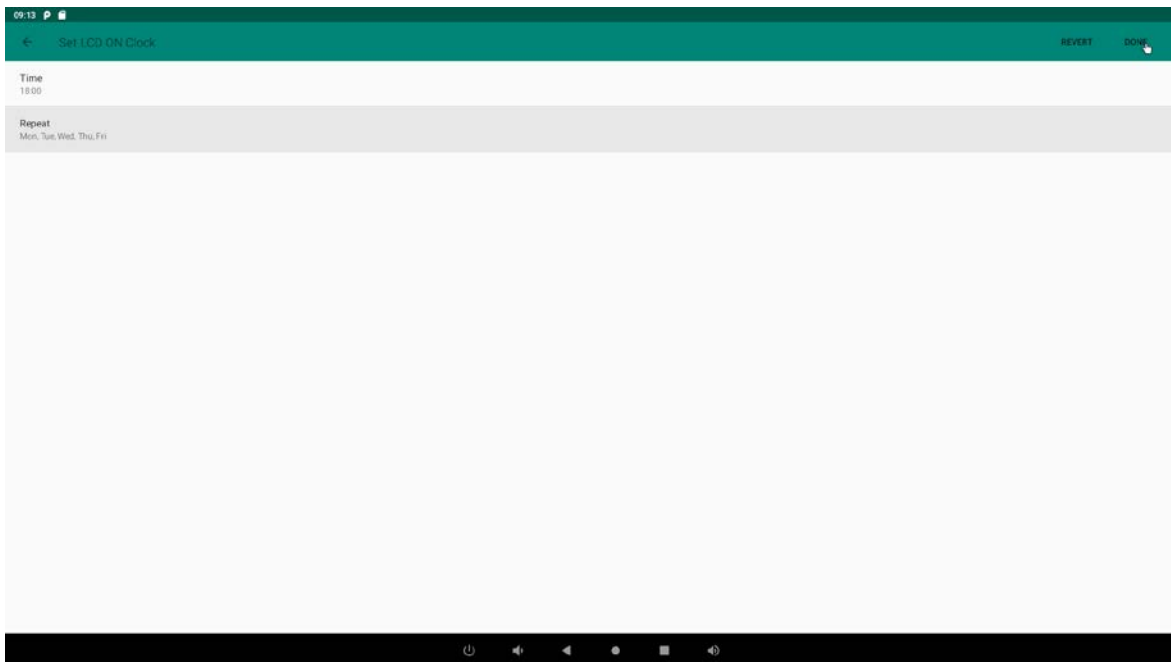 09:13
Set LCD ON Clock
REVERT
DONE
Time
18:00
Repeat
Mon, Tue, Wed, Thu, Fri